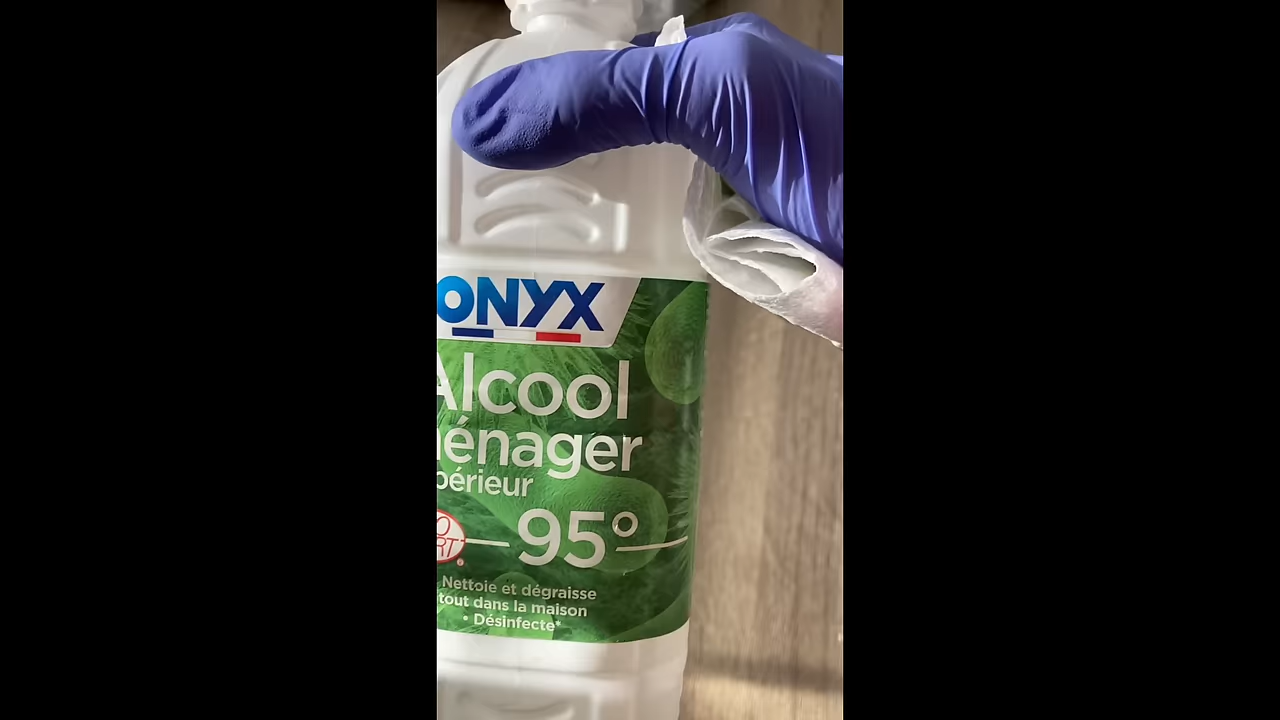 ONYX
Alcool
énager
périeur
95°
Nettoie et dégraisse
tout dans la maison
• Désinfecte*